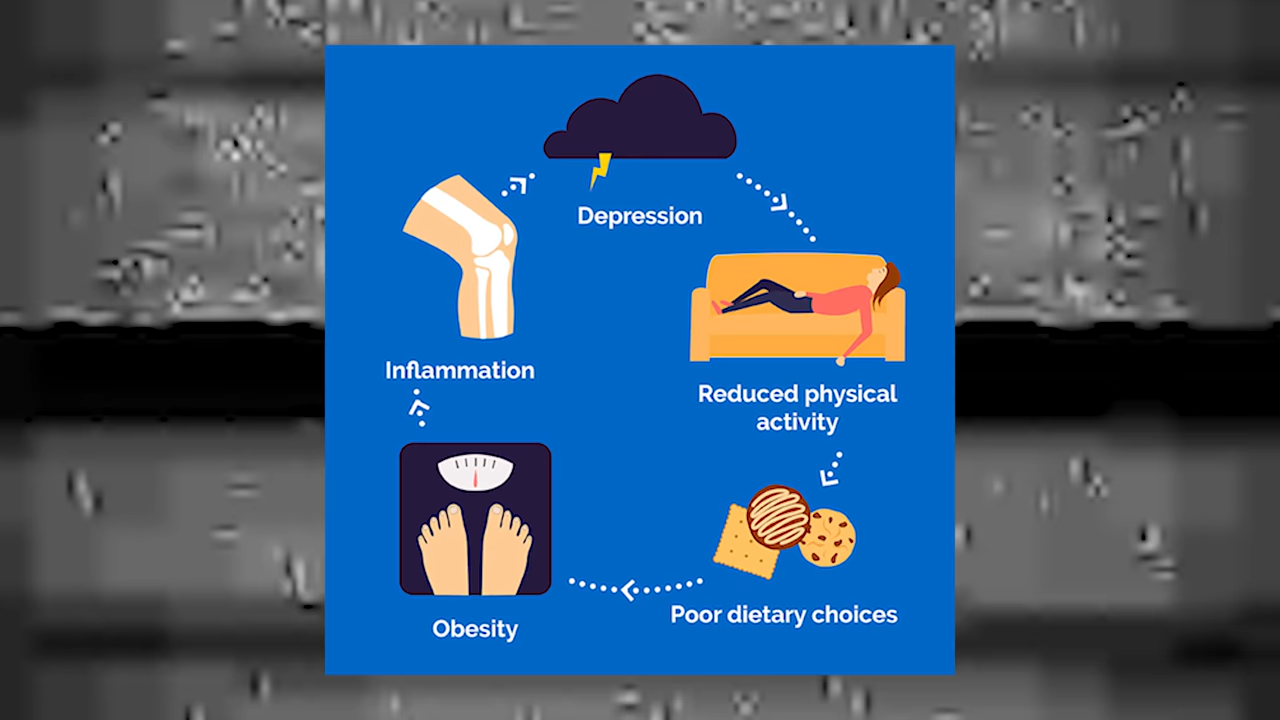 Depression
Inflammation
Reduced physical
activity
Poor dietary choices
Obesity